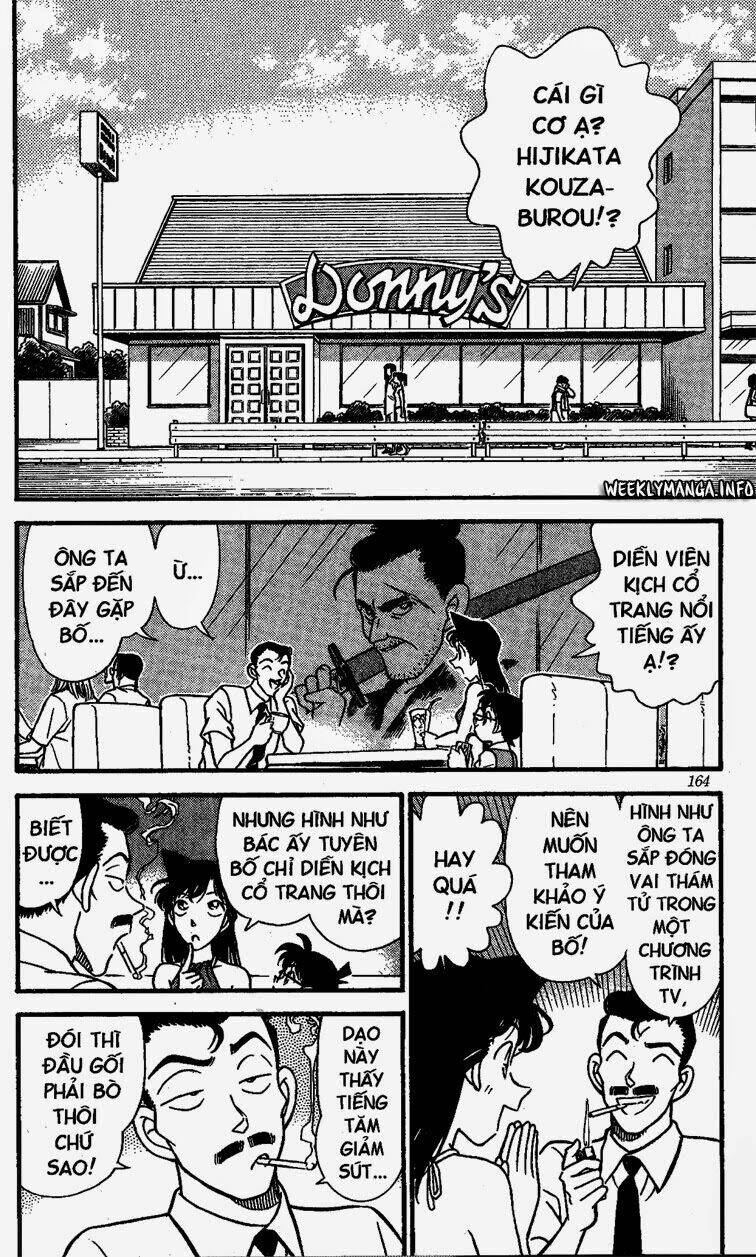 CÁI GÌ
CƠ Ạ?
HIJIKATA
KOUZA-
BUROU!?
Donny's
WEEKLYMANGA.INFO
DIỄN VIÊN
KỊCH CỔ
TRANG NỔI
TIẾNG ẤY
Ạ!?
Ừ...
ÔNG TA
SẮP ĐẾN
ĐÂY GẶP
BỐ...
164
HÌNH NHƯ
ÔNG TA
SẮP ĐÓNG
VAI THÁM
TỬ TRONG
MỘT
CHƯƠNG
TRÌNH
TV,
NÊN
MUỐN
THAM
KHẢO Ý
KIẾN CỦA
BỐ!
HAY
QUÁ
!!
NHƯNG HÌNH NHƯ
BÁC ẤY TUYÊN
BỐ CHỈ DIỄN KỊCH
CỔ TRANG THÔI
MÀ?
BIẾT
ĐƯỢC
...
DẠO
NÀY
THẤY
TIẾNG
TĂM
GIẢM
SÚT...
ĐÓI THÌ
ĐẦU GỐI
PHẢI BÒ
THÔI
CHỨ
SAO!